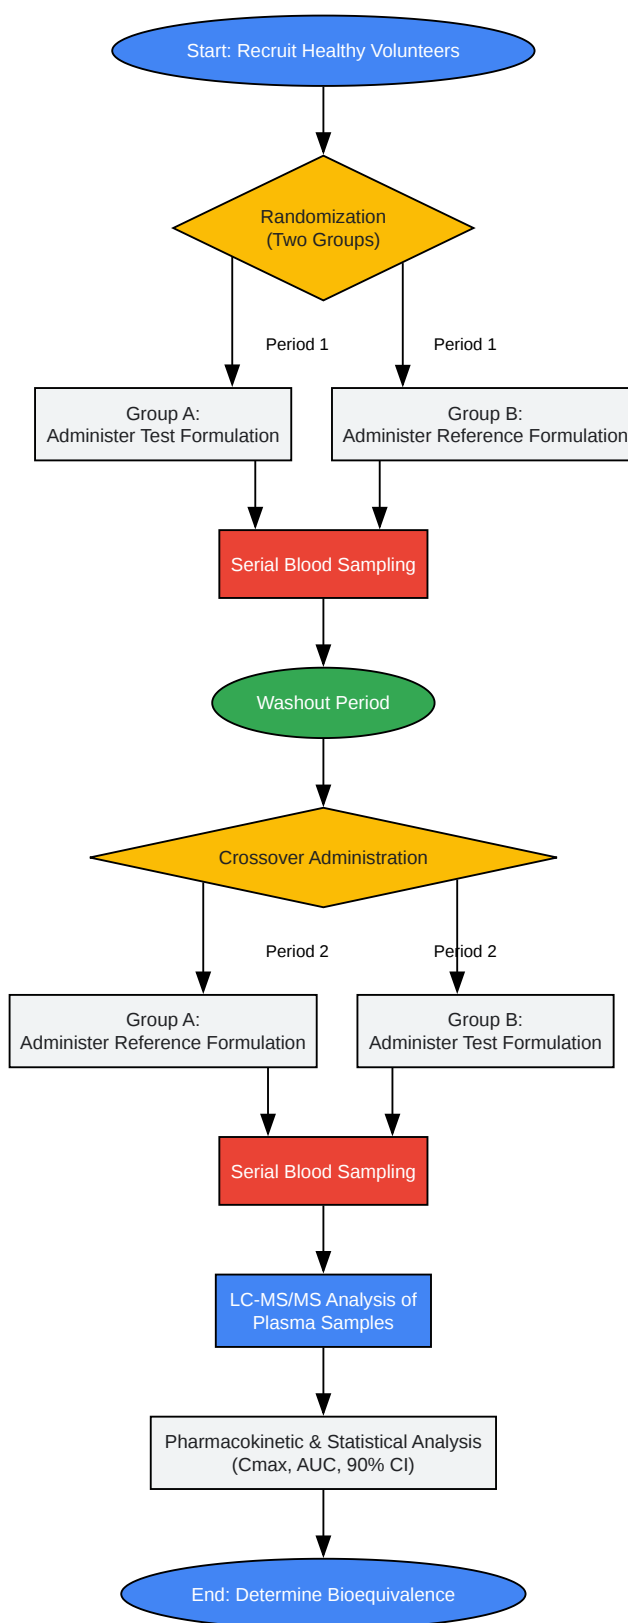 Start: Recruit Healthy Volunteers
Randomization
(Two Groups)
Period 1
Period 1
Group A:
Administer Test Formulation
Group B:
Administer Reference Formulation
Serial Blood Sampling
Washout Period
Crossover Administration
Period 2
Period 2
Group A:
Administer Reference Formulation
Group B:
Administer Test Formulation
Serial Blood Sampling
LC-MS/MS Analysis of
Plasma Samples
Pharmacokinetic & Statistical Analysis
(Cmax, AUC, 90% CI)
End: Determine Bioequivalence